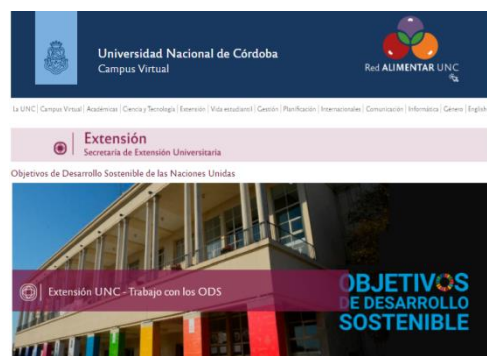 Universidad Nacional de Córdoba
Campus Virtual
Red ALIMENTAR UNC
La UNC | Campus Virtual | Académicas | Ciencia y Tecnología | Extensión | Vida estudiantil | Gestión | Planificación | Internacionales | Comunicación | Informática | Género | English
Extensión
Secretaría de Extensión Universitaria
Objetivos de Desarrollo Sostenible de las Naciones Unidas
Extensión UNC - Trabajo con los ODS
OBJETIVOS
DE DESARROLLO
SOSTENIBLE